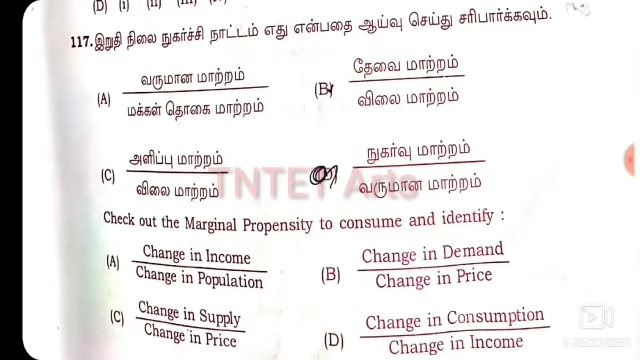 (D) (i) (ii) (iii)
117. இறுதி நிலை நுகர்ச்சி நாட்டம் எது என்பதை ஆய்வு செய்து சரிபார்க்கவும்.
(A) வருமான மாற்றம் / மக்கள் தொகை மாற்றம் (B) தேவை மாற்றம் / விலை மாற்றம்
(C) அளிப்பு மாற்றம் / விலை மாற்றம் நுகர்வு மாற்றம் / வருமான மாற்றம்
TNTET Arts
Check out the Marginal Propensity to consume and identify :
(A) Change in Income / Change in Population (B) Change in Demand / Change in Price
(C) Change in Supply / Change in Price (D) Change in Consumption / Change in Income
V RECORDER